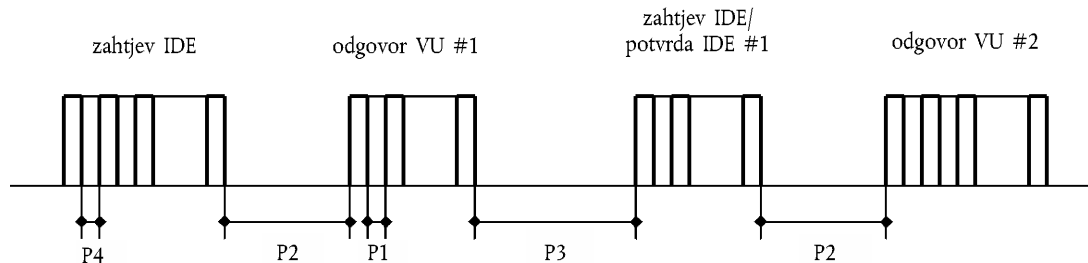 zahtjev IDE
odgovor VU #1
zahtjev IDE/
potvrda IDE #1
odgovor VU #2
P4
P2
P1
P3
P2